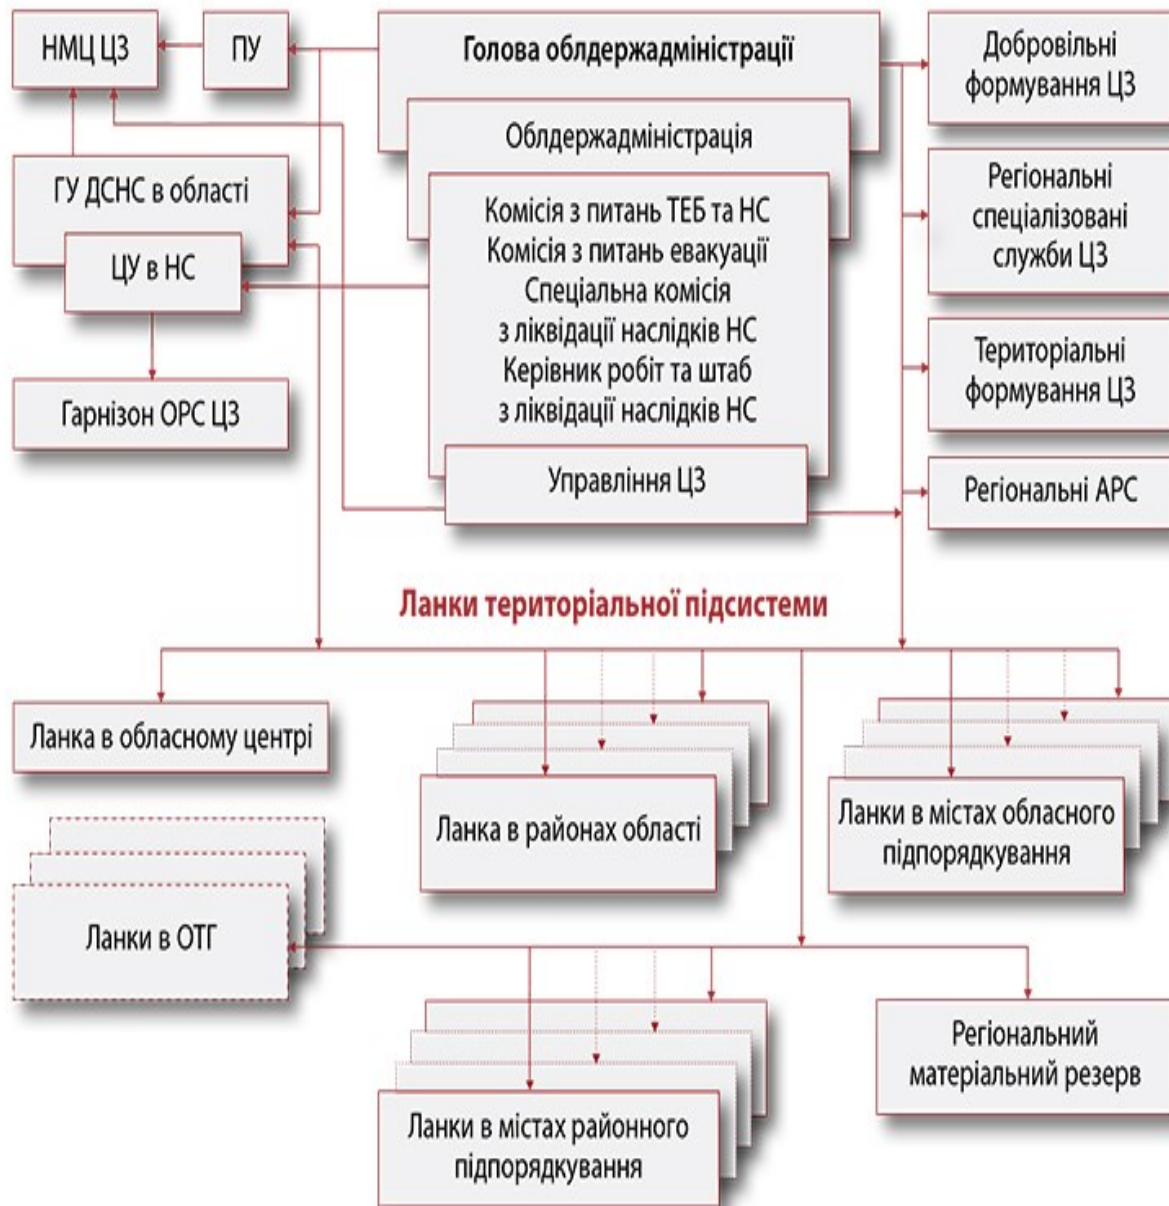 НМЦ ЦЗ
ПУ
Голова облдержадміністрації
Добровільні
формування ЦЗ
Облдержадміністрація
ГУ ДСНС в області
ЦУ в НС
Гарнізон ОРС ЦЗ
Комісія з питань ТЕБ та НС
Комісія з питань евакуації
Спеціальна комісія
з ліквідації наслідків НС
Керівник робіт та штаб
з ліквідації наслідків НС
Управління ЦЗ
Регіональні
спеціалізовані
служби ЦЗ
Територіальні
формування ЦЗ
Регіональні АРС
Ланки територіальної підсистеми
Ланка в обласному центрі
Ланка в районах області
Ланки в містах обласного
підпорядкування
Ланки в ОТГ
Ланки в містах районного
підпорядкування
Регіональний
матеріальний резерв